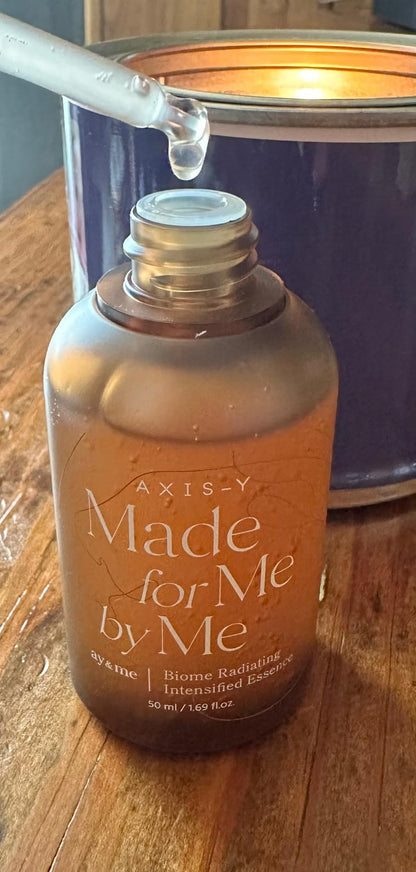 AXIS-Y
Made
for Me
by Me
ay&me | Biome Radiating
Intensified Essence
50 ml / 1.69 fl.oz.